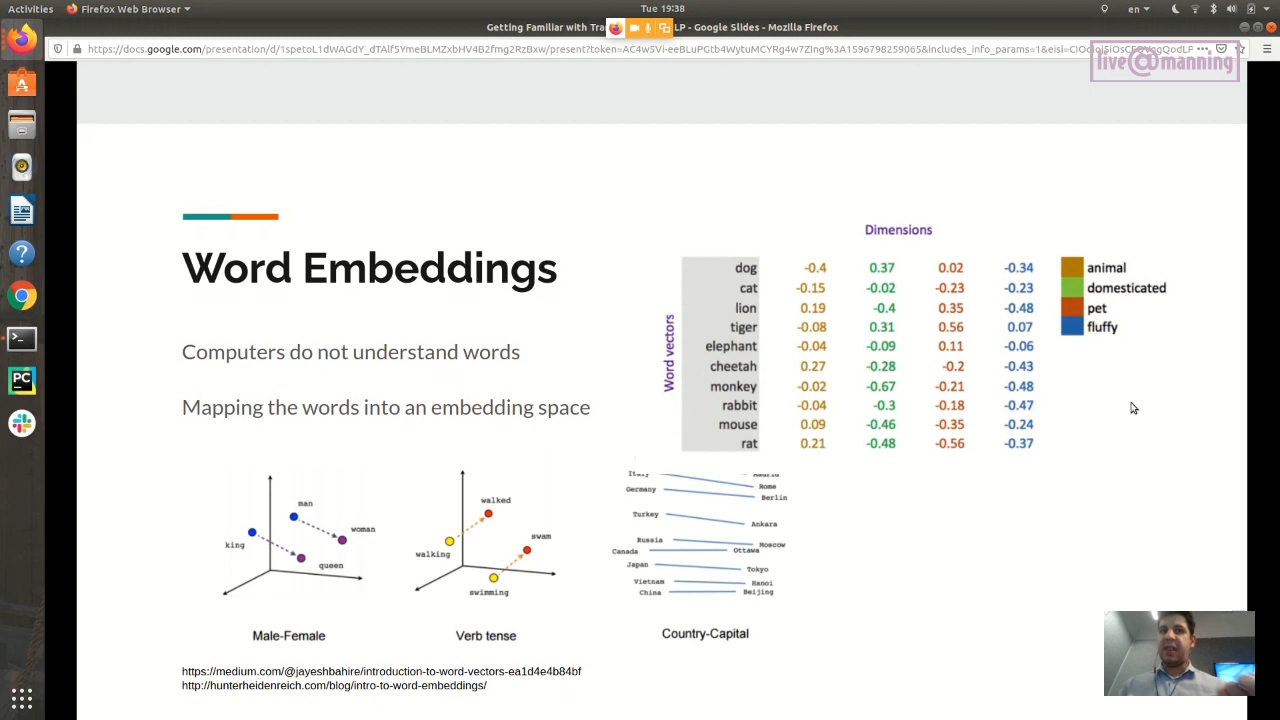 Activities Firefox Web Browser Tue 19:38 en
Getting Familiar with Tra LP - Google Slides - Mozilla Firefox
live@manning
Word Embeddings
Computers do not understand words
Mapping the words into an embedding space
Dimensions
Word vectors
dog -0.4 0.37 0.02 -0.34
cat -0.15 -0.02 -0.23 -0.23
lion 0.19 -0.4 0.35 -0.48
tiger -0.08 0.31 0.56 0.07
elephant -0.04 -0.09 0.11 -0.06
cheetah 0.27 -0.28 -0.2 -0.43
monkey -0.02 -0.67 -0.21 -0.48
rabbit -0.04 -0.3 -0.18 -0.47
mouse 0.09 -0.46 -0.35 -0.24
rat 0.21 -0.48 -0.56 -0.37
animal
domesticated
pet
fluffy
man
woman
king
queen
Male-Female
walked
swam
walking
swimming
Verb tense
Italy Madrid
Rome
Germany Berlin
Turkey Ankara
Russia Moscow
Canada Ottawa
Japan Tokyo
Vietnam Hanoi
China Beijing
Country-Capital
https://medium.com/@jayeshbahire/introduction-to-word-vectors-ea1d4e4b84bf
http://hunterheidenreich.com/blog/intro-to-word-embeddings/
PC